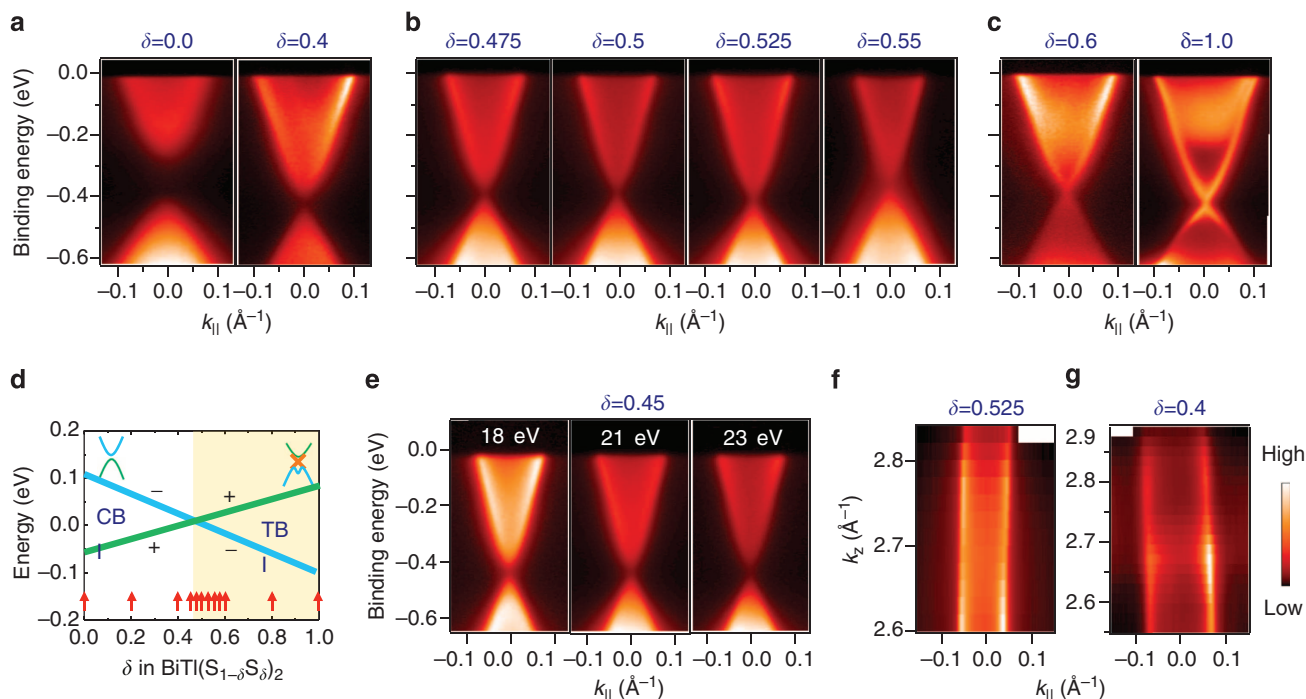 a
b
c
δ=0.0
δ=0.4
δ=0.475
δ=0.5
δ=0.525
δ=0.55
δ=0.6
δ=1.0
Binding energy (eV)
0.0
−0.2
−0.4
−0.6
−0.1 0.0 0.1
−0.1 0.0 0.1
k|| (Å−1)
−0.1 0.0 0.1
−0.1 0.0 0.1
−0.1 0.0 0.1
−0.1 0.0 0.1
k|| (Å−1)
−0.1 0.0 0.1
−0.1 0.0 0.1
k|| (Å−1)
d
Energy (eV)
0.2
0.1
0.0
−0.1
−0.2
− +
CB TB
I + − I
0.0 0.2 0.4 0.6 0.8 1.0
δ in BiTl(S1−δSδ)2
e
δ=0.45
18 eV 21 eV 23 eV
Binding energy (eV)
0.0
−0.2
−0.4
−0.6
−0.1 0.0 0.1
−0.1 0.0 0.1
−0.1 0.0 0.1
k|| (Å−1)
f
δ=0.525
kz (Å−1)
2.8
2.7
2.6
−0.1 0.0 0.1
g
δ=0.4
2.9
2.8
2.7
2.6
−0.1 0.0 0.1
k|| (Å−1)
High
Low